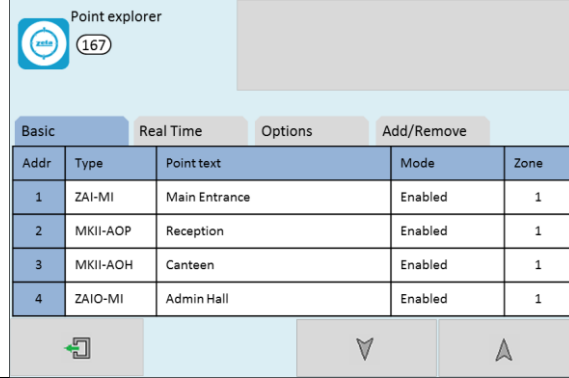 Point explorer
zeta
167
Basic Real Time Options Add/Remove
Addr Type Point text Mode Zone
1 ZAI-MI Main Entrance Enabled 1
2 MKII-AOP Reception Enabled 1
3 MKII-AOH Canteen Enabled 1
4 ZAIO-MI Admin Hall Enabled 1